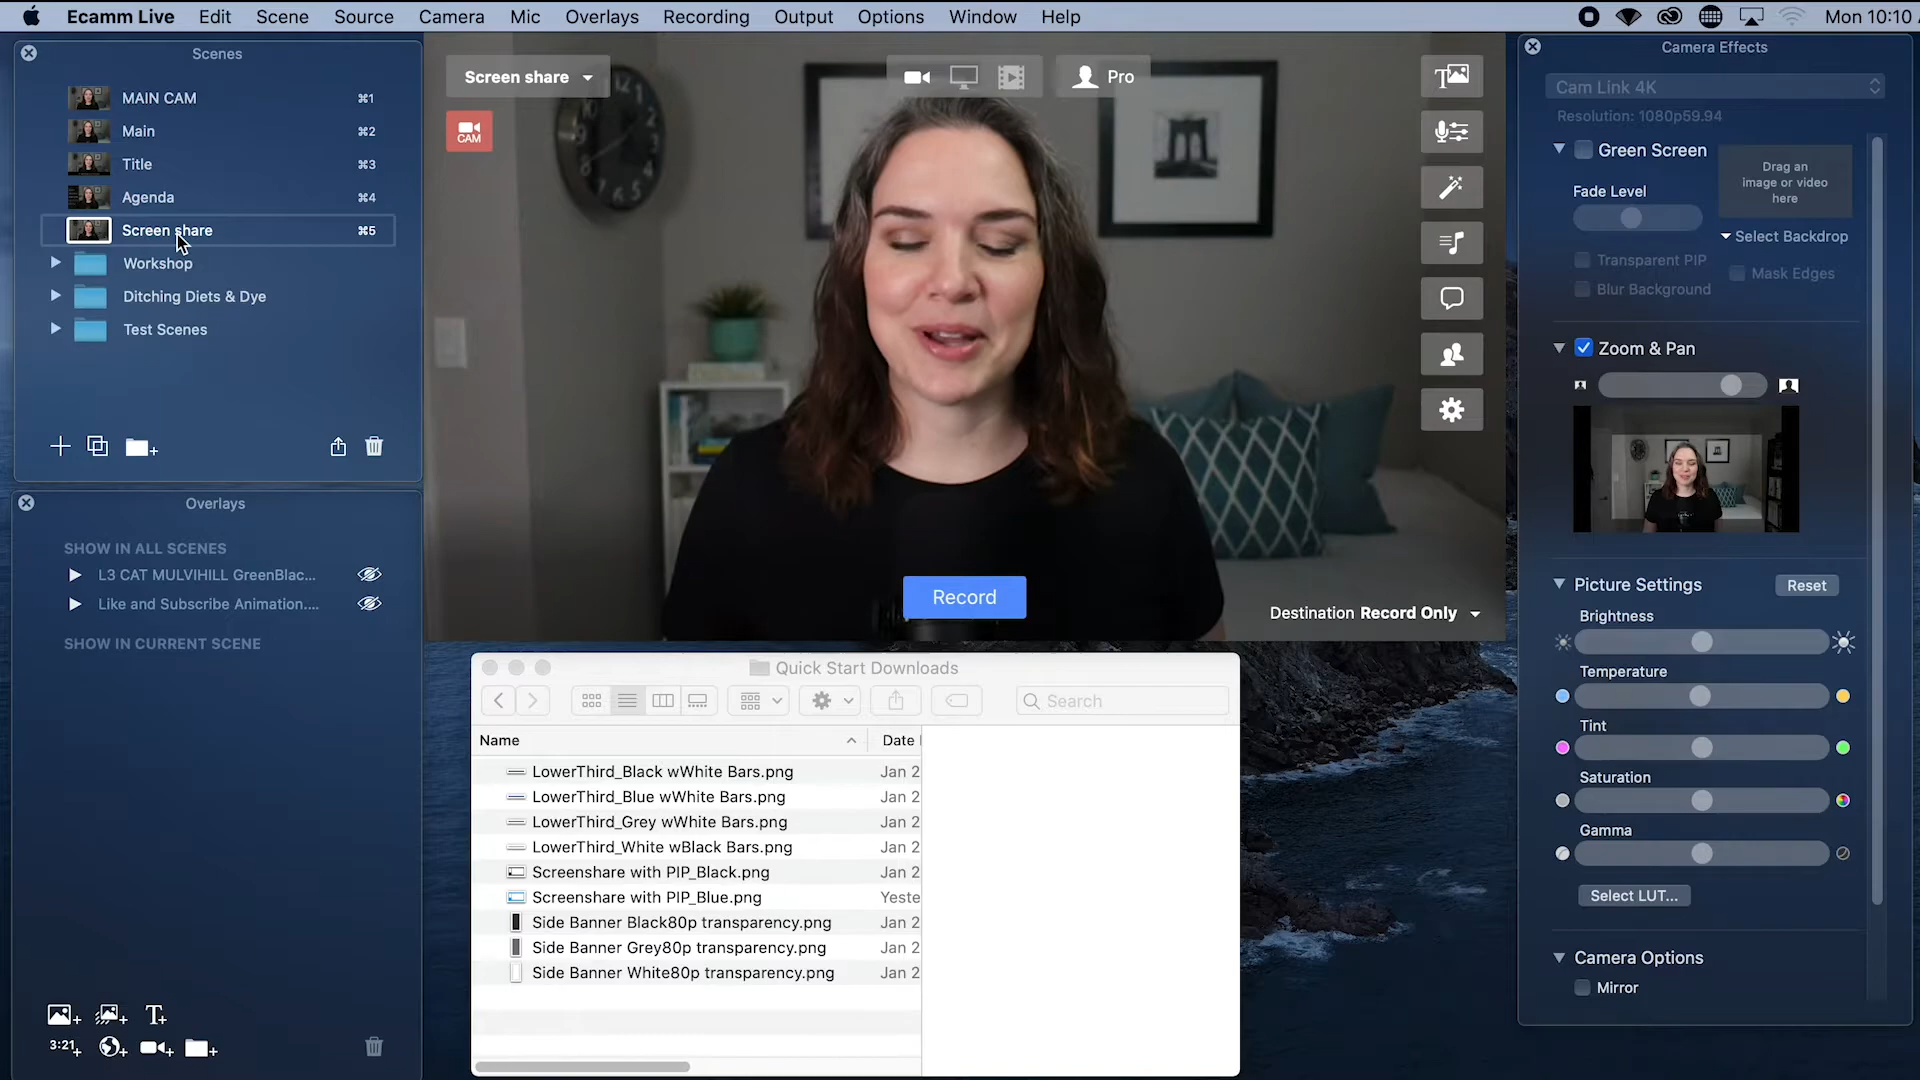 Ecamm Live Edit Scene Source Camera Mic Overlays Recording Output Options Window Help Mon 10:10
Scenes
MAIN CAM ⌘1
Main ⌘2
Title ⌘3
Agenda ⌘4
Screen share ⌘5
Workshop
Ditching Diets & Dye
Test Scenes
Overlays
SHOW IN ALL SCENES
L3 CAT MULVIHILL GreenBlac...
Like and Subscribe Animation....
SHOW IN CURRENT SCENE
3:21+
Screen share
Pro
CAM
Record
Destination Record Only
Quick Start Downloads
Search
Name Date
LowerThird_Black wWhite Bars.png Jan 2
LowerThird_Blue wWhite Bars.png Jan 2
LowerThird_Grey wWhite Bars.png Jan 2
LowerThird_White wBlack Bars.png Jan 2
Screenshare with PIP_Black.png Jan 2
Screenshare with PIP_Blue.png Yeste
Side Banner Black80p transparency.png Jan 2
Side Banner Grey80p transparency.png Jan 2
Side Banner White80p transparency.png Jan 2
Camera Effects
Cam Link 4K
Resolution: 1080p59.94
Green Screen
Drag an
image or video
here
Fade Level
Select Backdrop
Transparent PIP
Mask Edges
Blur Background
Zoom & Pan
Picture Settings Reset
Brightness
Temperature
Tint
Saturation
Gamma
Select LUT...
Camera Options
Mirror